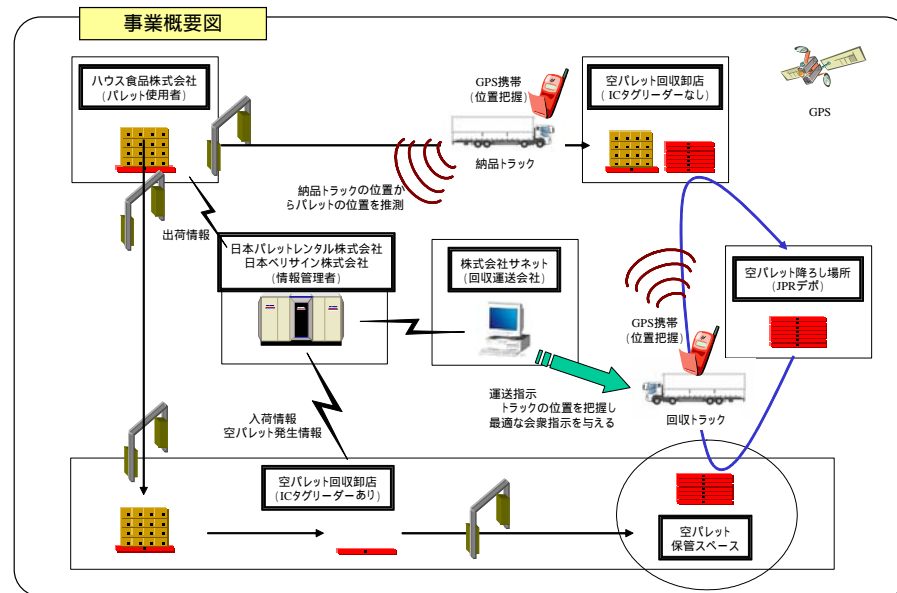 事業概要図
ハウス食品株式会社
(パレット使用者)
GPS携帯
(位置把握)
空パレット回収卸店
(ICタグリーダーなし)
GPS
納品トラック
納品トラックの位置か
らパレットの位置を推測
出荷情報
日本パレットレンタル株式会社
日本ベリサイン株式会社
(情報管理者)
株式会社サネット
(回収運送会社)
空パレット降ろし場所
(JPRデポ)
GPS携帯
(位置把握)
運送指示
トラックの位置を把握し
最適な会衆指示を与える
回収トラック
入荷情報
空パレット発生情報
空パレット回収卸店
(ICタグリーダーあり)
空パレット
保管スペース